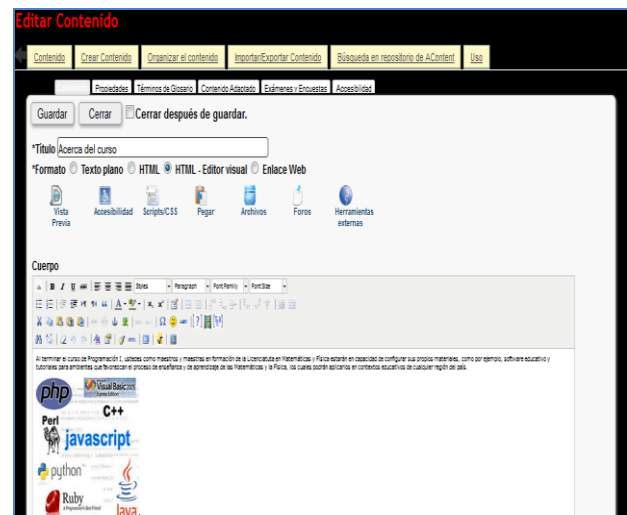 Editar Contenido
Contenido Crear Contenido Organizar el contenido Importar/Exportar Contenido Búsqueda en repositorio de AContent Uso
Propiedades Términos de Glosario Contenido Adaptado Exámenes y Encuestas Accesibilidad
Guardar Cerrar Cerrar después de guardar.
*Título Acerca del curso
*Formato Texto plano HTML HTML - Editor visual Enlace Web
Vista Previa Accesibilidad Scripts/CSS Pegar Archivos Foros Herramientas externas
Cuerpo
Styles Paragraph Font Family Font Size
Al terminar el curso de Programación I, ustedes como maestros y maestras en formación de la Licenciatua en Matemáticas y Física estarán en capacidad de configurar sus propios materiales, como por ejemplo, software educativo y
tutoriales para ambientes que favorezcan el proceso de enseñanza y de aprendizaje de las Matemáticas y la Física, los cuales podrán aplicarlos en contextos educativos de cualquier región del país.
php Visual Basic
Express Edition
C++
Perl
javascript
python
Ruby
Java